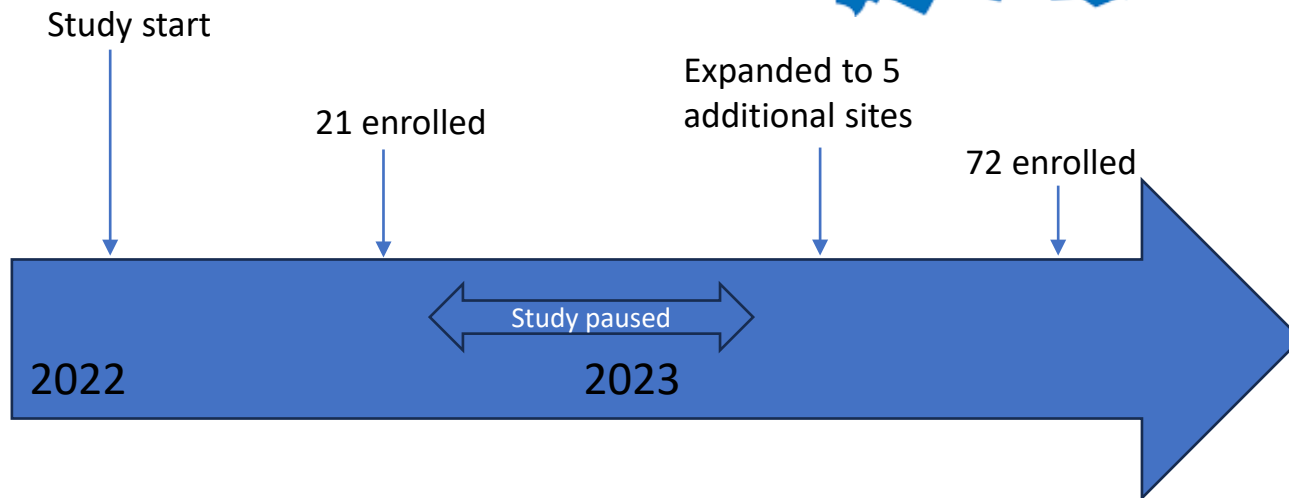 Study start
21 enrolled
Expanded to 5
additional sites
72 enrolled
Study paused
2022
2023